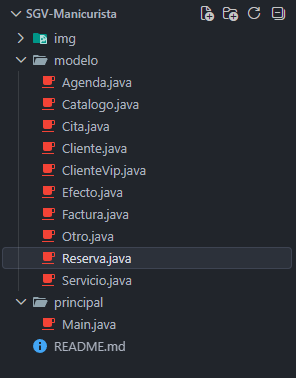 SGV-Manicurista
img
modelo
Agenda.java
Catalogo.java
Cita.java
Cliente.java
ClienteVip.java
Efecto.java
Factura.java
Otro.java
Reserva.java
Servicio.java
principal
Main.java
README.md